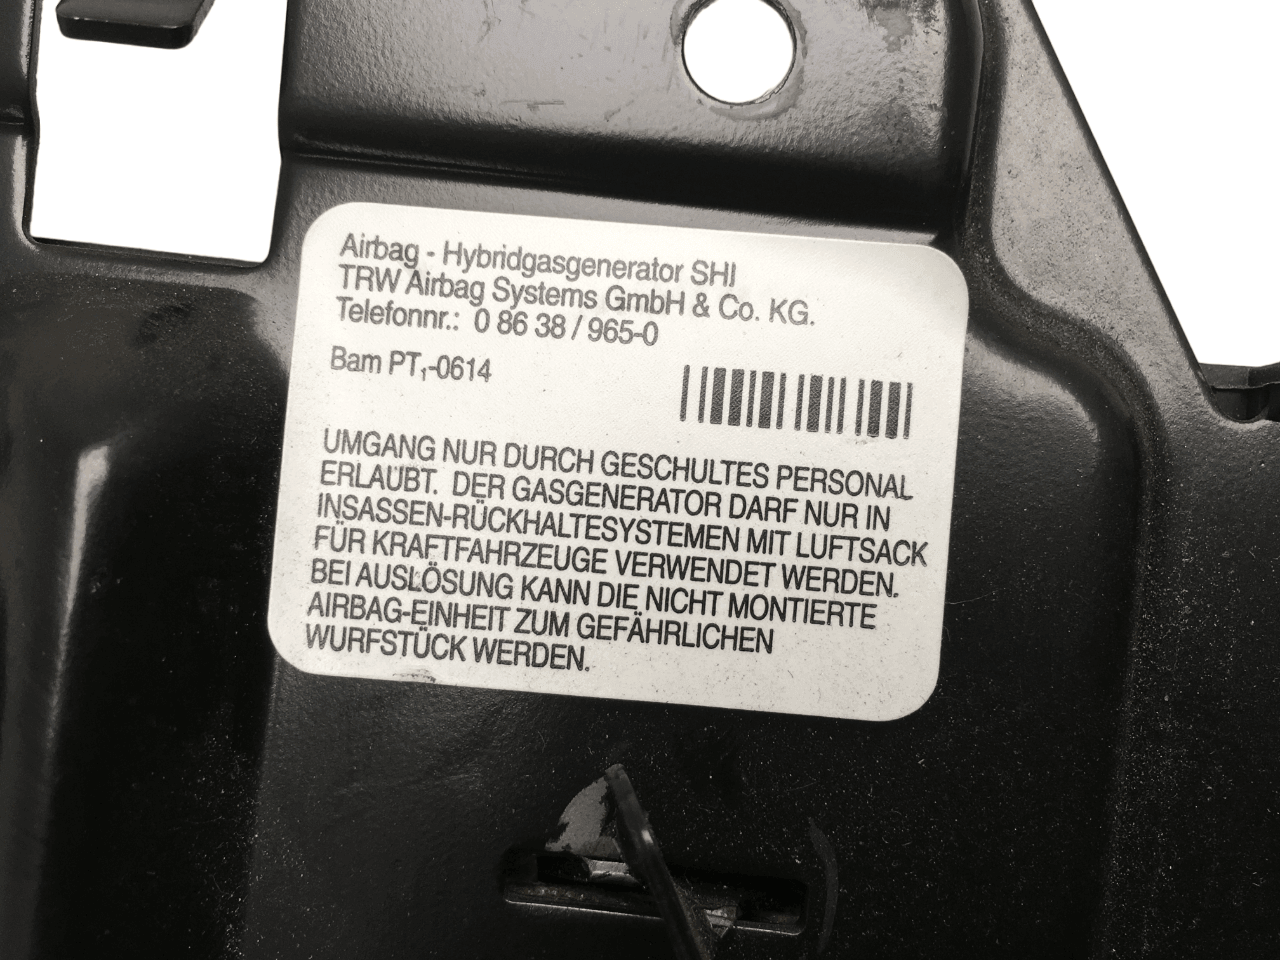 Airbag - Hybridgasgenerator SHI
TRW Airbag Systems GmbH & Co. KG.
Telefonnr.: 0 86 38 / 965-0
Bam PT₁-0614
UMGANG NUR DURCH GESCHULTES PERSONAL
ERLAUBT. DER GASGENERATOR DARF NUR IN
INSASSEN-RÜCKHALTESYSTEMEN MIT LUFTSACK
FÜR KRAFTFAHRZEUGE VERWENDET WERDEN.
BEI AUSLÖSUNG KANN DIE NICHT MONTIERTE
AIRBAG-EINHEIT ZUM GEFÄHRLICHEN
WURFSTÜCK WERDEN.